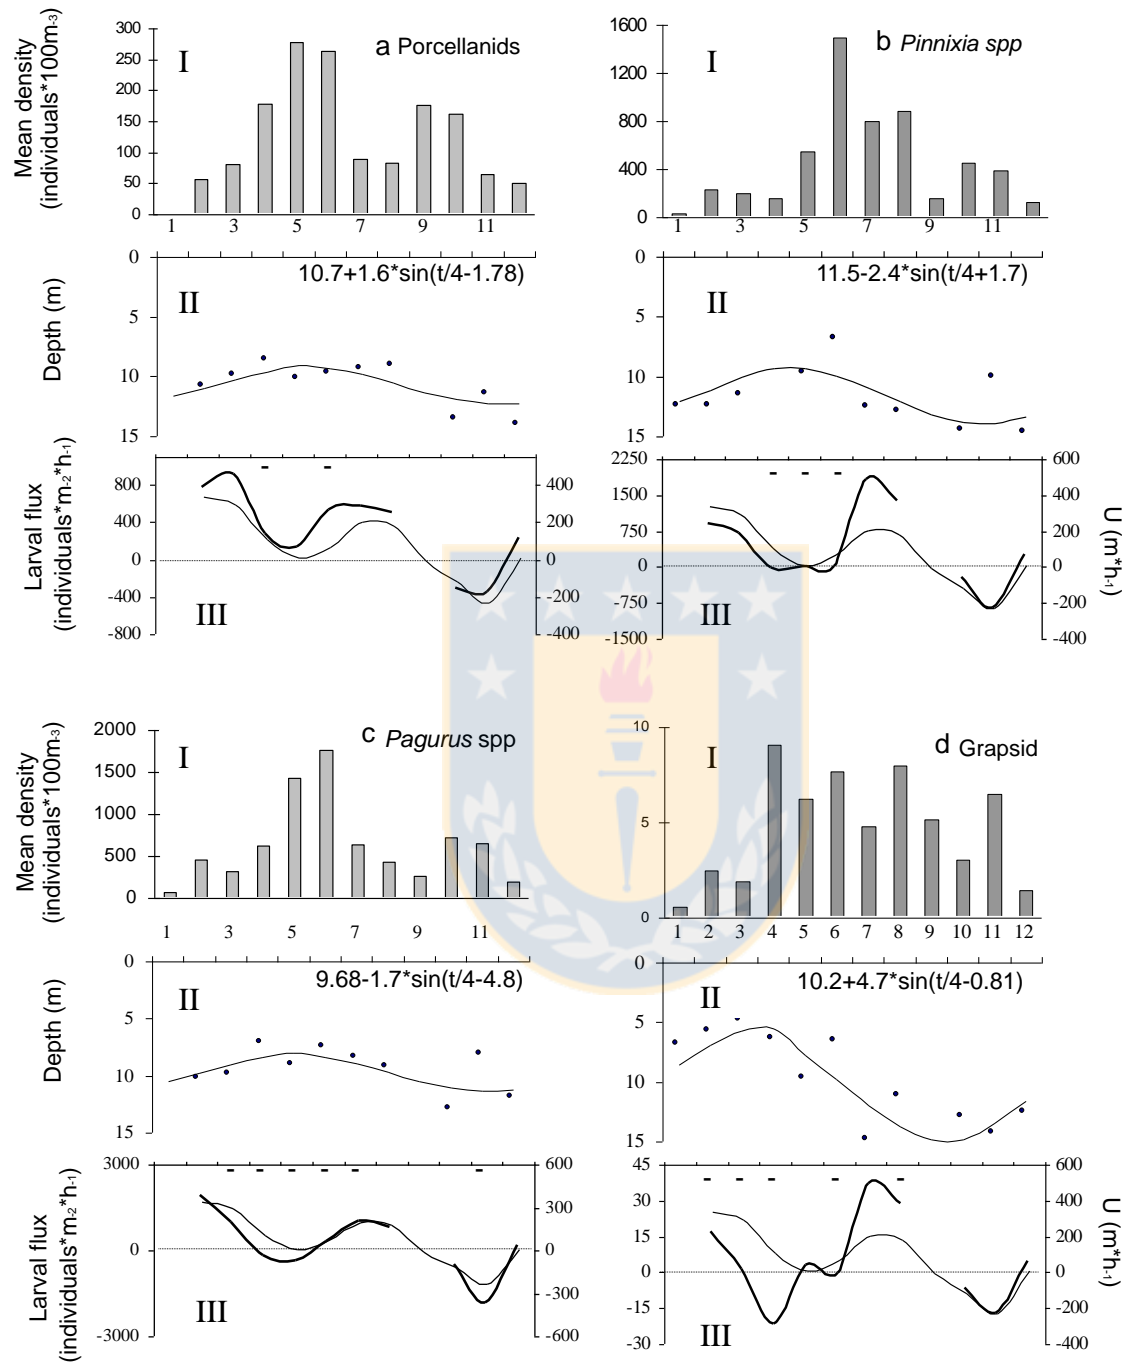 a Porcellanids
I
Mean density
(individuals*100m-3)
300
250
200
150
100
50
0
1 3 5 7 9 11
b Pinnixia spp
I
1600
1200
800
400
0
1 3 5 7 9 11
10.7+1.6*sin(t/4-1.78)
II
Depth (m)
0
5
10
15
11.5-2.4*sin(t/4+1.7)
II
0
5
10
15
Larval flux
(individuals*m-2*h-1)
800
400
0
-400
-800
III
400
200
0
-200
-400
2250
1500
750
0
-750
-1500
III
600
400
200
0
-200
-400
U (m*h-1)
c Pagurus spp
I
Mean density
(individuals*100m-3)
2000
1500
1000
500
0
1 3 5 7 9 11
d Grapsid
I
10
5
0
1 2 3 4 5 6 7 8 9 10 11 12
9.68-1.7*sin(t/4-4.8)
II
Depth (m)
0
5
10
15
10.2+4.7*sin(t/4-0.81)
II
0
5
10
15
Larval flux
(individuals*m-2*h-1)
3000
0
-3000
III
600
300
0
-300
-600
45
30
15
0
-15
-30
III
600
400
200
0
-200
-400
U (m*h-1)